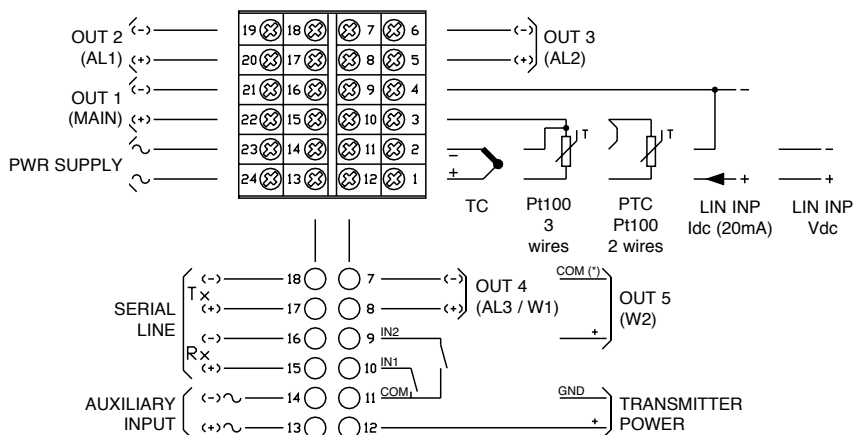 OUT 2 (-) 19 18 7 6 (-) OUT 3
(AL1) (+) 20 17 8 5 (+) (AL2)
OUT 1 (-) 21 16 9 4 -
(MAIN) (+) 22 15 10 3 T T
PWR SUPPLY 23 14 11 2 - - -
24 13 12 1 + + +
TC
Pt100
3
wires
PTC
Pt100
2 wires
LIN INP
Idc (20mA)
LIN INP
Vdc
SERIAL
LINE
Tx (-) 18 7 (-) OUT 4
(+) 17 8 (+) (AL3 / W1)
Rx (-) 16 9 IN2
(+) 15 10 IN1
COM (*) OUT 5
+ (W2)
AUXILIARY (-) 14 11 COM
INPUT (+) 13 12
GND TRANSMITTER
+ POWER